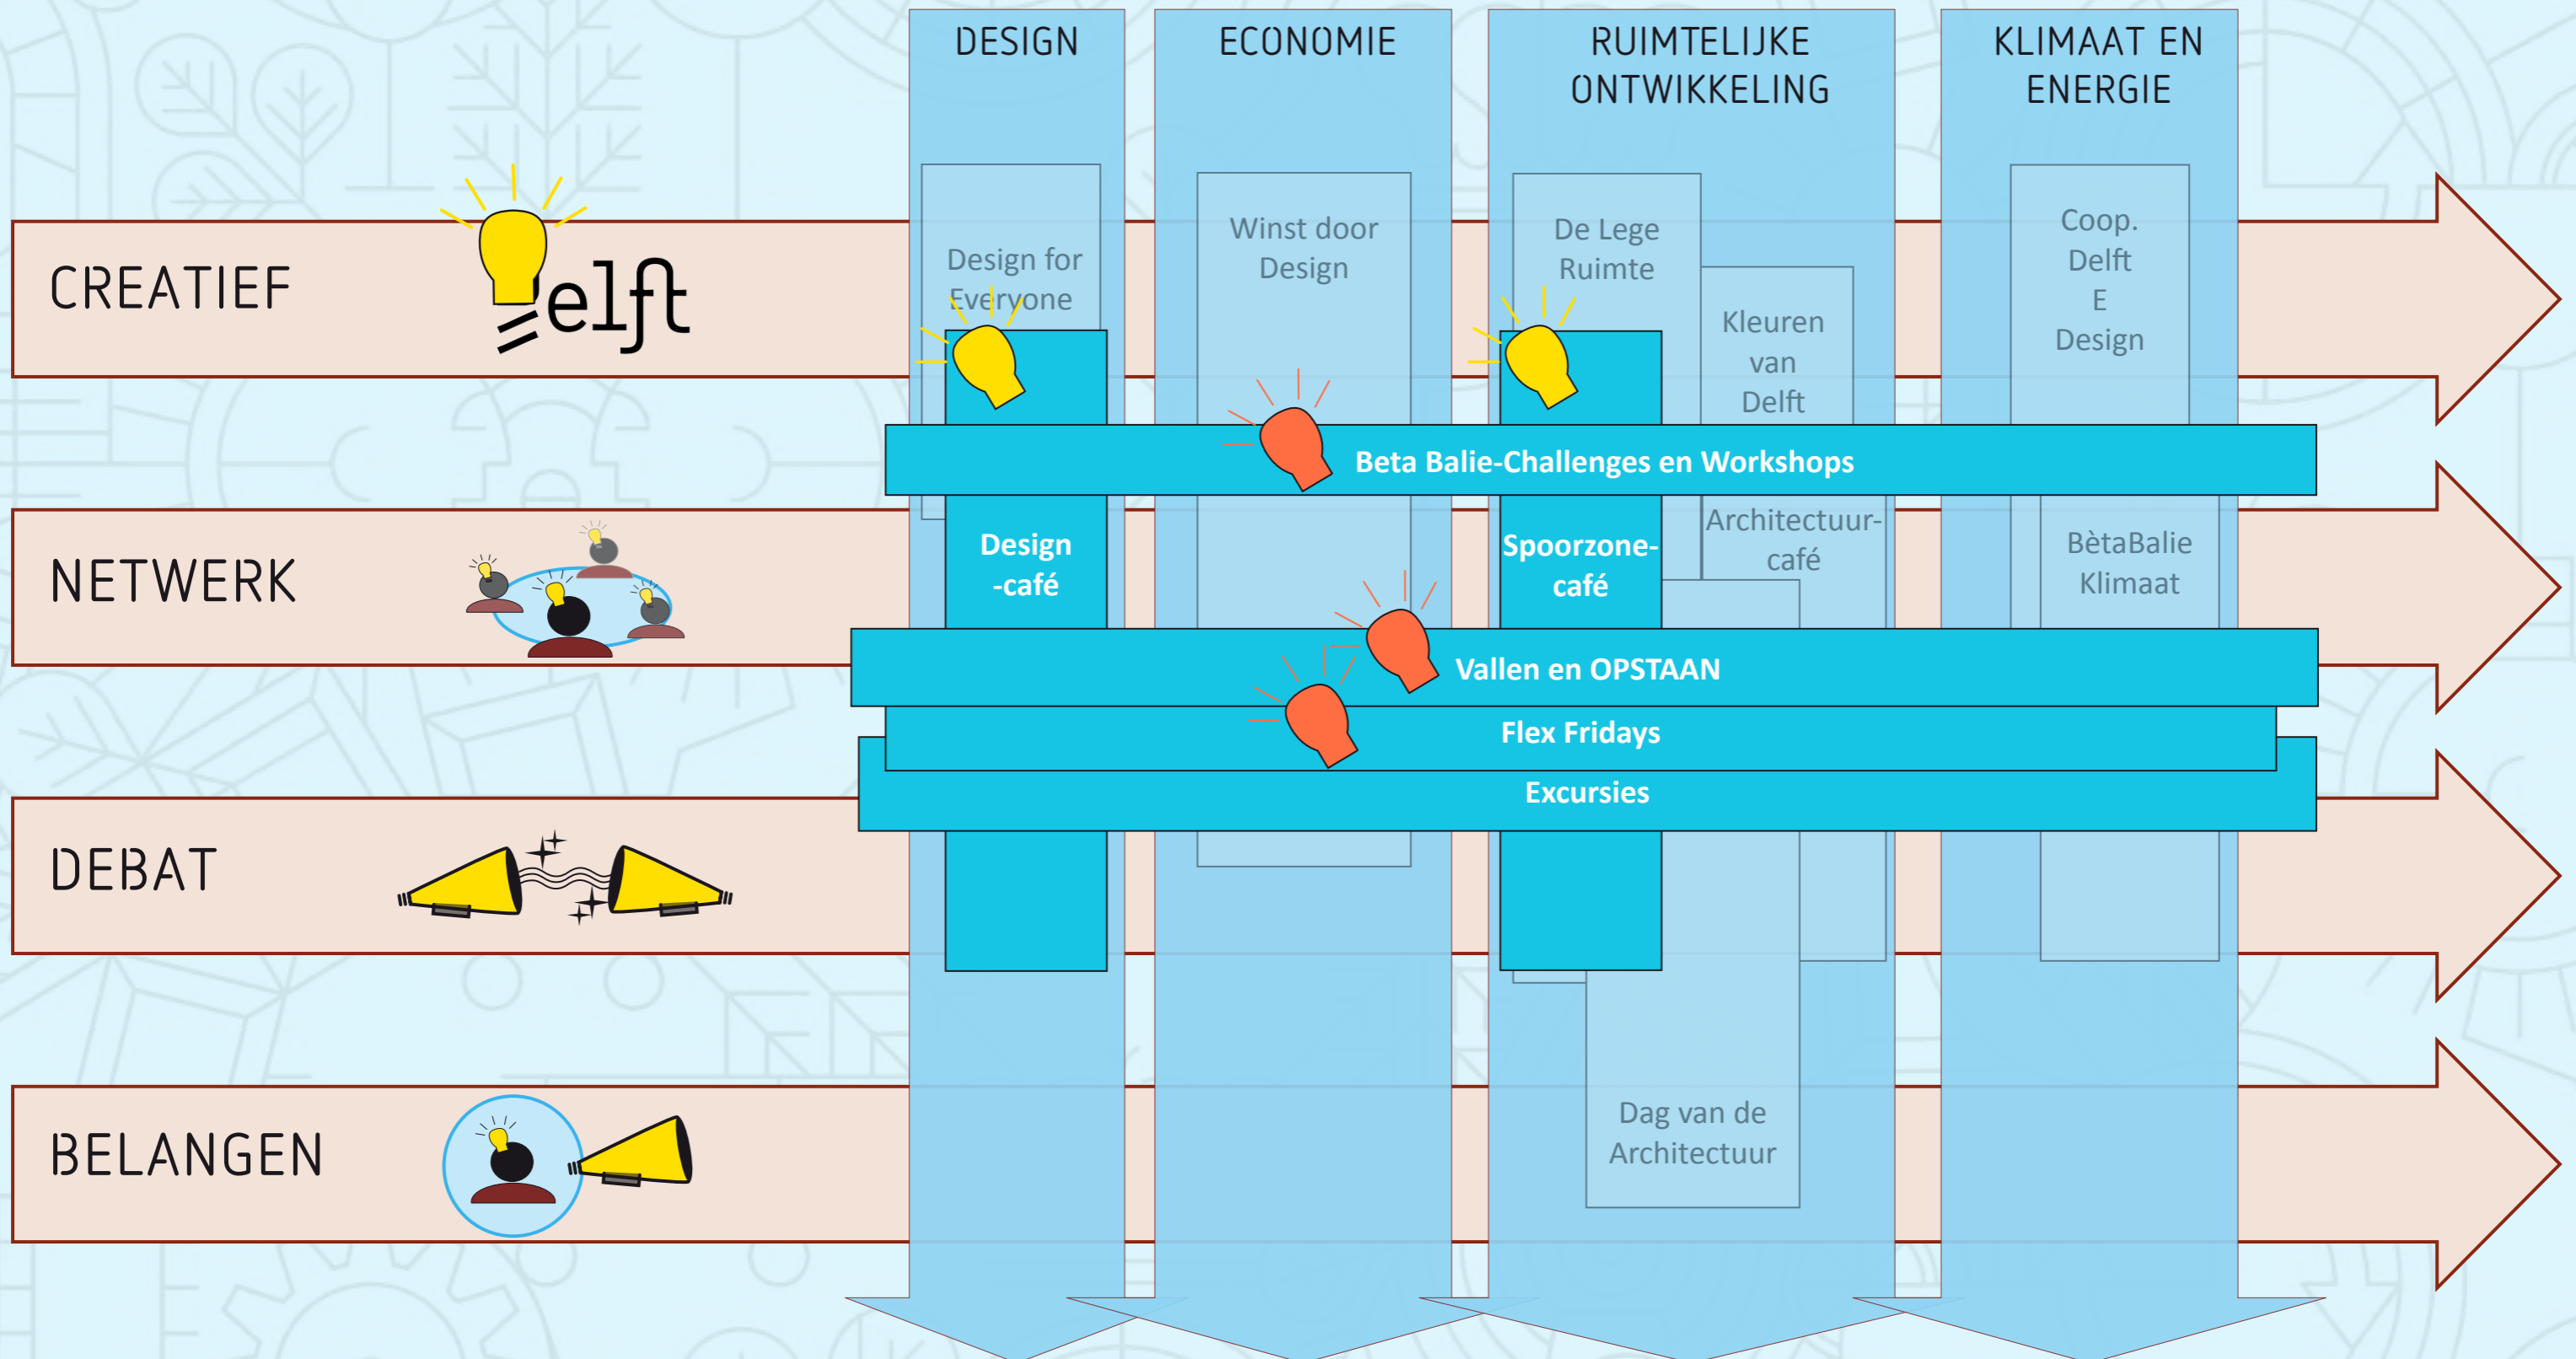 DESIGN
ECONOMIE
RUIMTELIJKE
ONTWIKKELING
KLIMAAT EN
ENERGIE
CREATIEF
elft
Design for
Everyone
Winst door
Design
De Lege
Ruimte
Kleuren
van
Delft
Coop.
Delft
E
Design
Beta Balie-Challenges en Workshops
NETWERK
Design
-café
Spoorzone-
café
Architectuur-
café
BètaBalie
Klimaat
Vallen en OPSTAAN
Flex Fridays
Excursies
DEBAT
BELANGEN
Dag van de
Architectuur